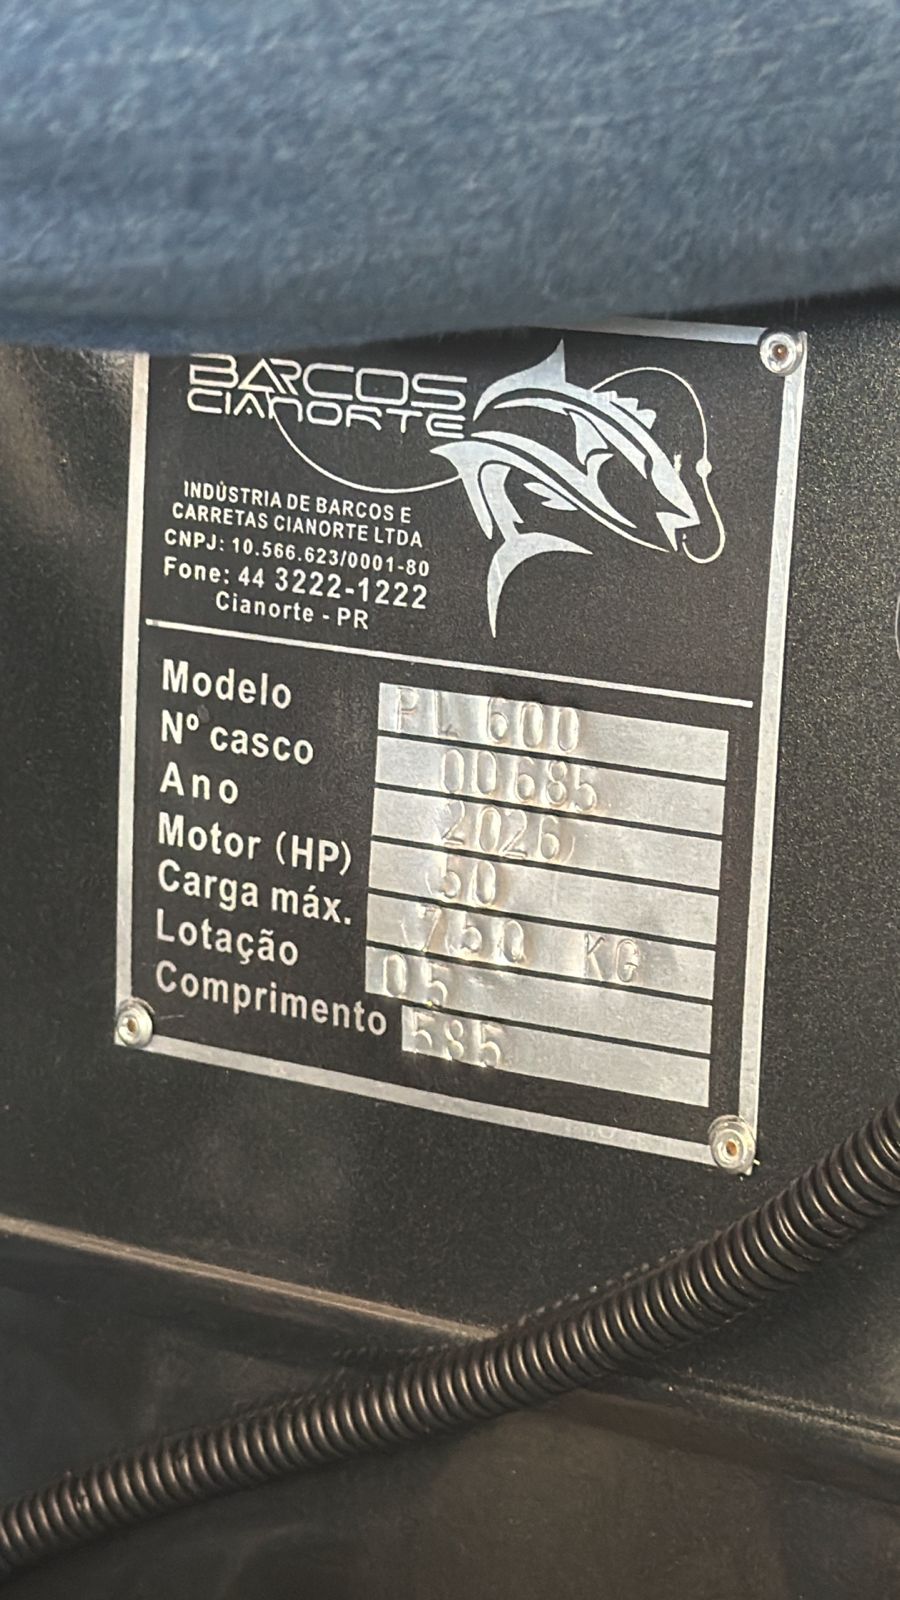 BARCOS
CIANORTE
INDÚSTRIA DE BARCOS E
CARRETAS CIANORTE LTDA
CNPJ: 10.566.623/0001-80
Fone: 44 3222-1222
Cianorte - PR
Modelo PL 600
Nº casco 00685
Ano 2026
Motor (HP) 50
Carga máx. 750 KG
Lotação 05
Comprimento 585